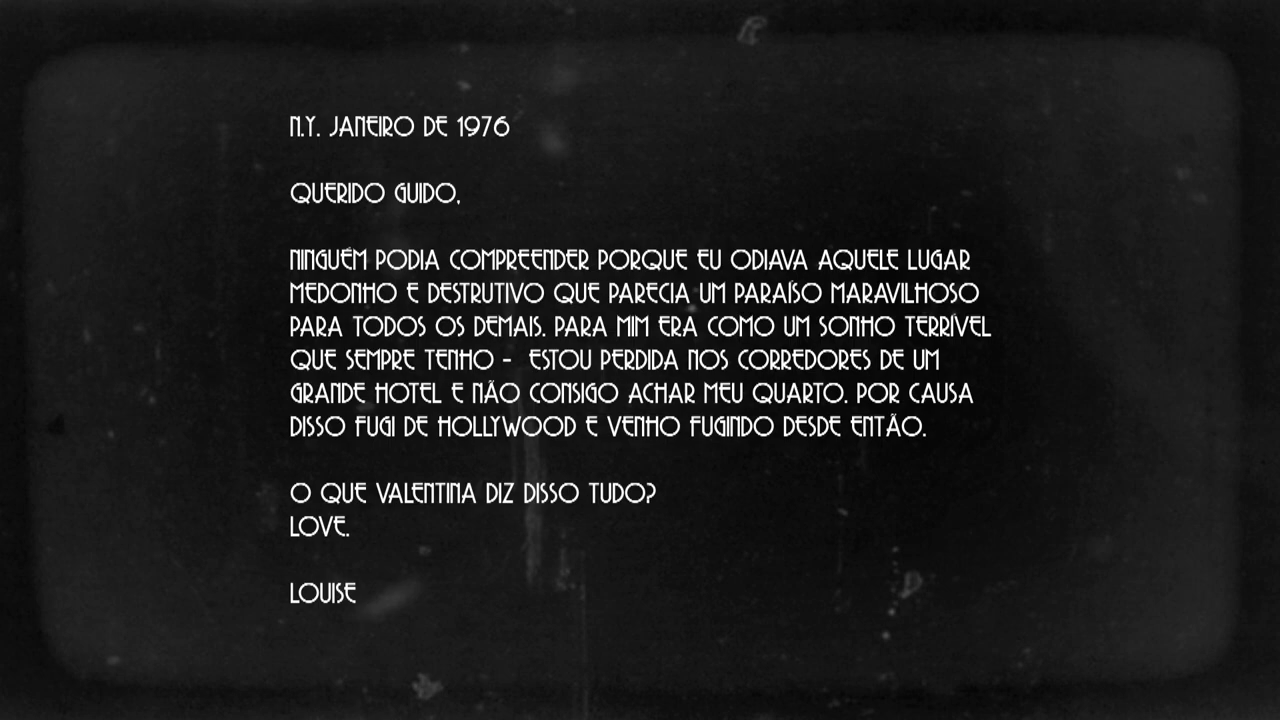 N.Y. JANEIRO DE 1976
QUERIDO GUIDO,
NINGUÉM PODIA COMPREENDER PORQUE EU ODIAVA AQUELE LUGAR
MEDONHO E DESTRUTIVO QUE PARECIA UM PARAÍSO MARAVILHOSO
PARA TODOS OS DEMAIS. PARA MIM ERA COMO UM SONHO TERRÍVEL
QUE SEMPRE TENHO - ESTOU PERDIDA NOS CORREDORES DE UM
GRANDE HOTEL E NÃO CONSIGO ACHAR MEU QUARTO. POR CAUSA
DISSO FUGI DE HOLLYWOOD E VENHO FUGINDO DESDE ENTÃO.
O QUE VALENTINA DIZ DISSO TUDO?
LOVE.
LOUISE